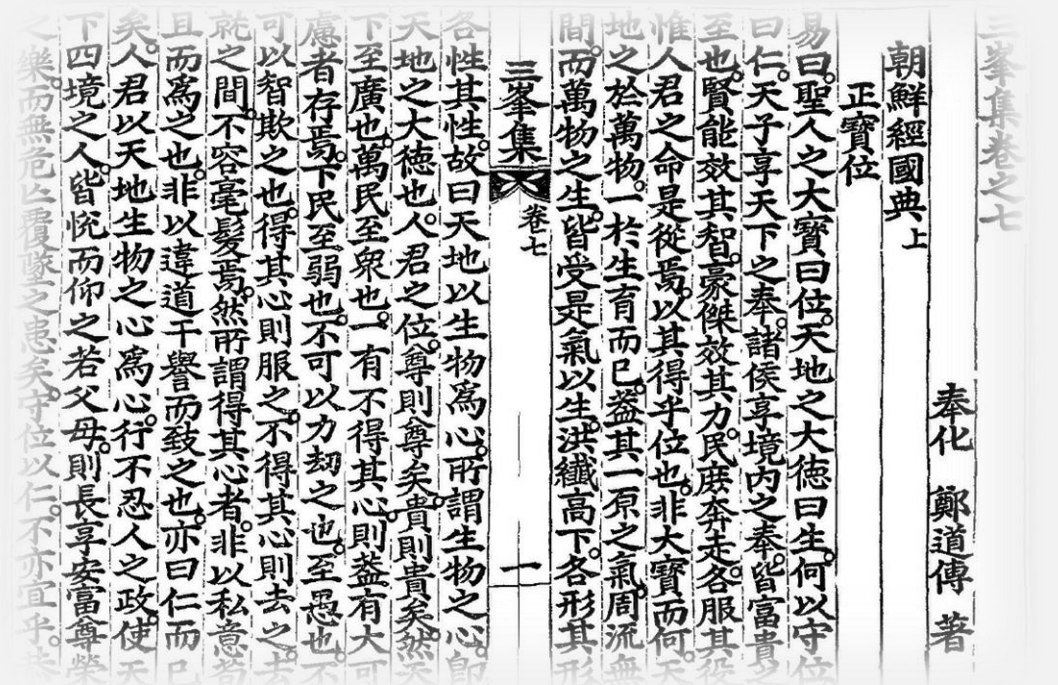 三峯集卷之七
奉化 鄭道傳 著
朝鮮經國典上
正寶位
易曰。聖人之大寶曰位。天地之大德曰生。何以守位
曰仁。天子享天下之奉。諸侯享境內之奉。皆富貴之
至也。賢能效其智。豪傑效其力。民庶奔走。各服其役
惟人君之命是從焉。以其得乎位也。非大寶而何。天
地之於萬物。一於生育而已。盖其一原之氣。周流無
間。而萬物之生。皆受是氣以生。洪纖高下。各形其形
三峯集 卷七 一
各性其性。故曰天地以生物爲心。所謂生物之心。卽
天地之大德也。人君之位。尊則尊矣。貴則貴矣。然天
下至廣也。萬民至衆也。一有不得其心。則盖有大可
慮者存焉。下民至弱也。不可以力劫之也。至愚也。不
可以智欺之也。得其心則服之。不得其心則去之。去
就之間。不容毫髮焉。然所謂得其心者。非以私意苟
且而爲之也。非以違道干譽而致之也。亦曰仁而已
矣。人君以天地生物之心爲心。行不忍人之政。使天
下四境之人。皆悅而仰之若父母。則長享安富尊榮
之樂。而無危亡覆墜之患矣。守位以仁。不亦宜乎。恭